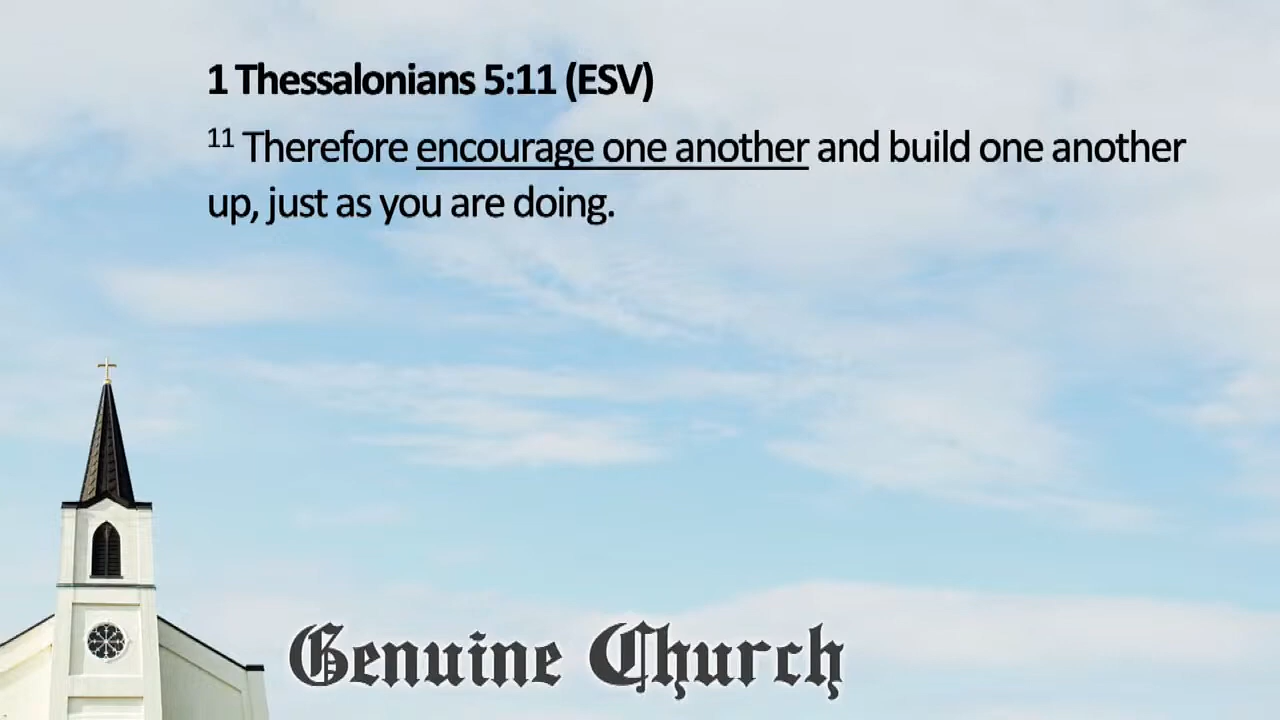 1 Thessalonians 5:11 (ESV)
11 Therefore encourage one another and build one another
up, just as you are doing.
Genuine Church